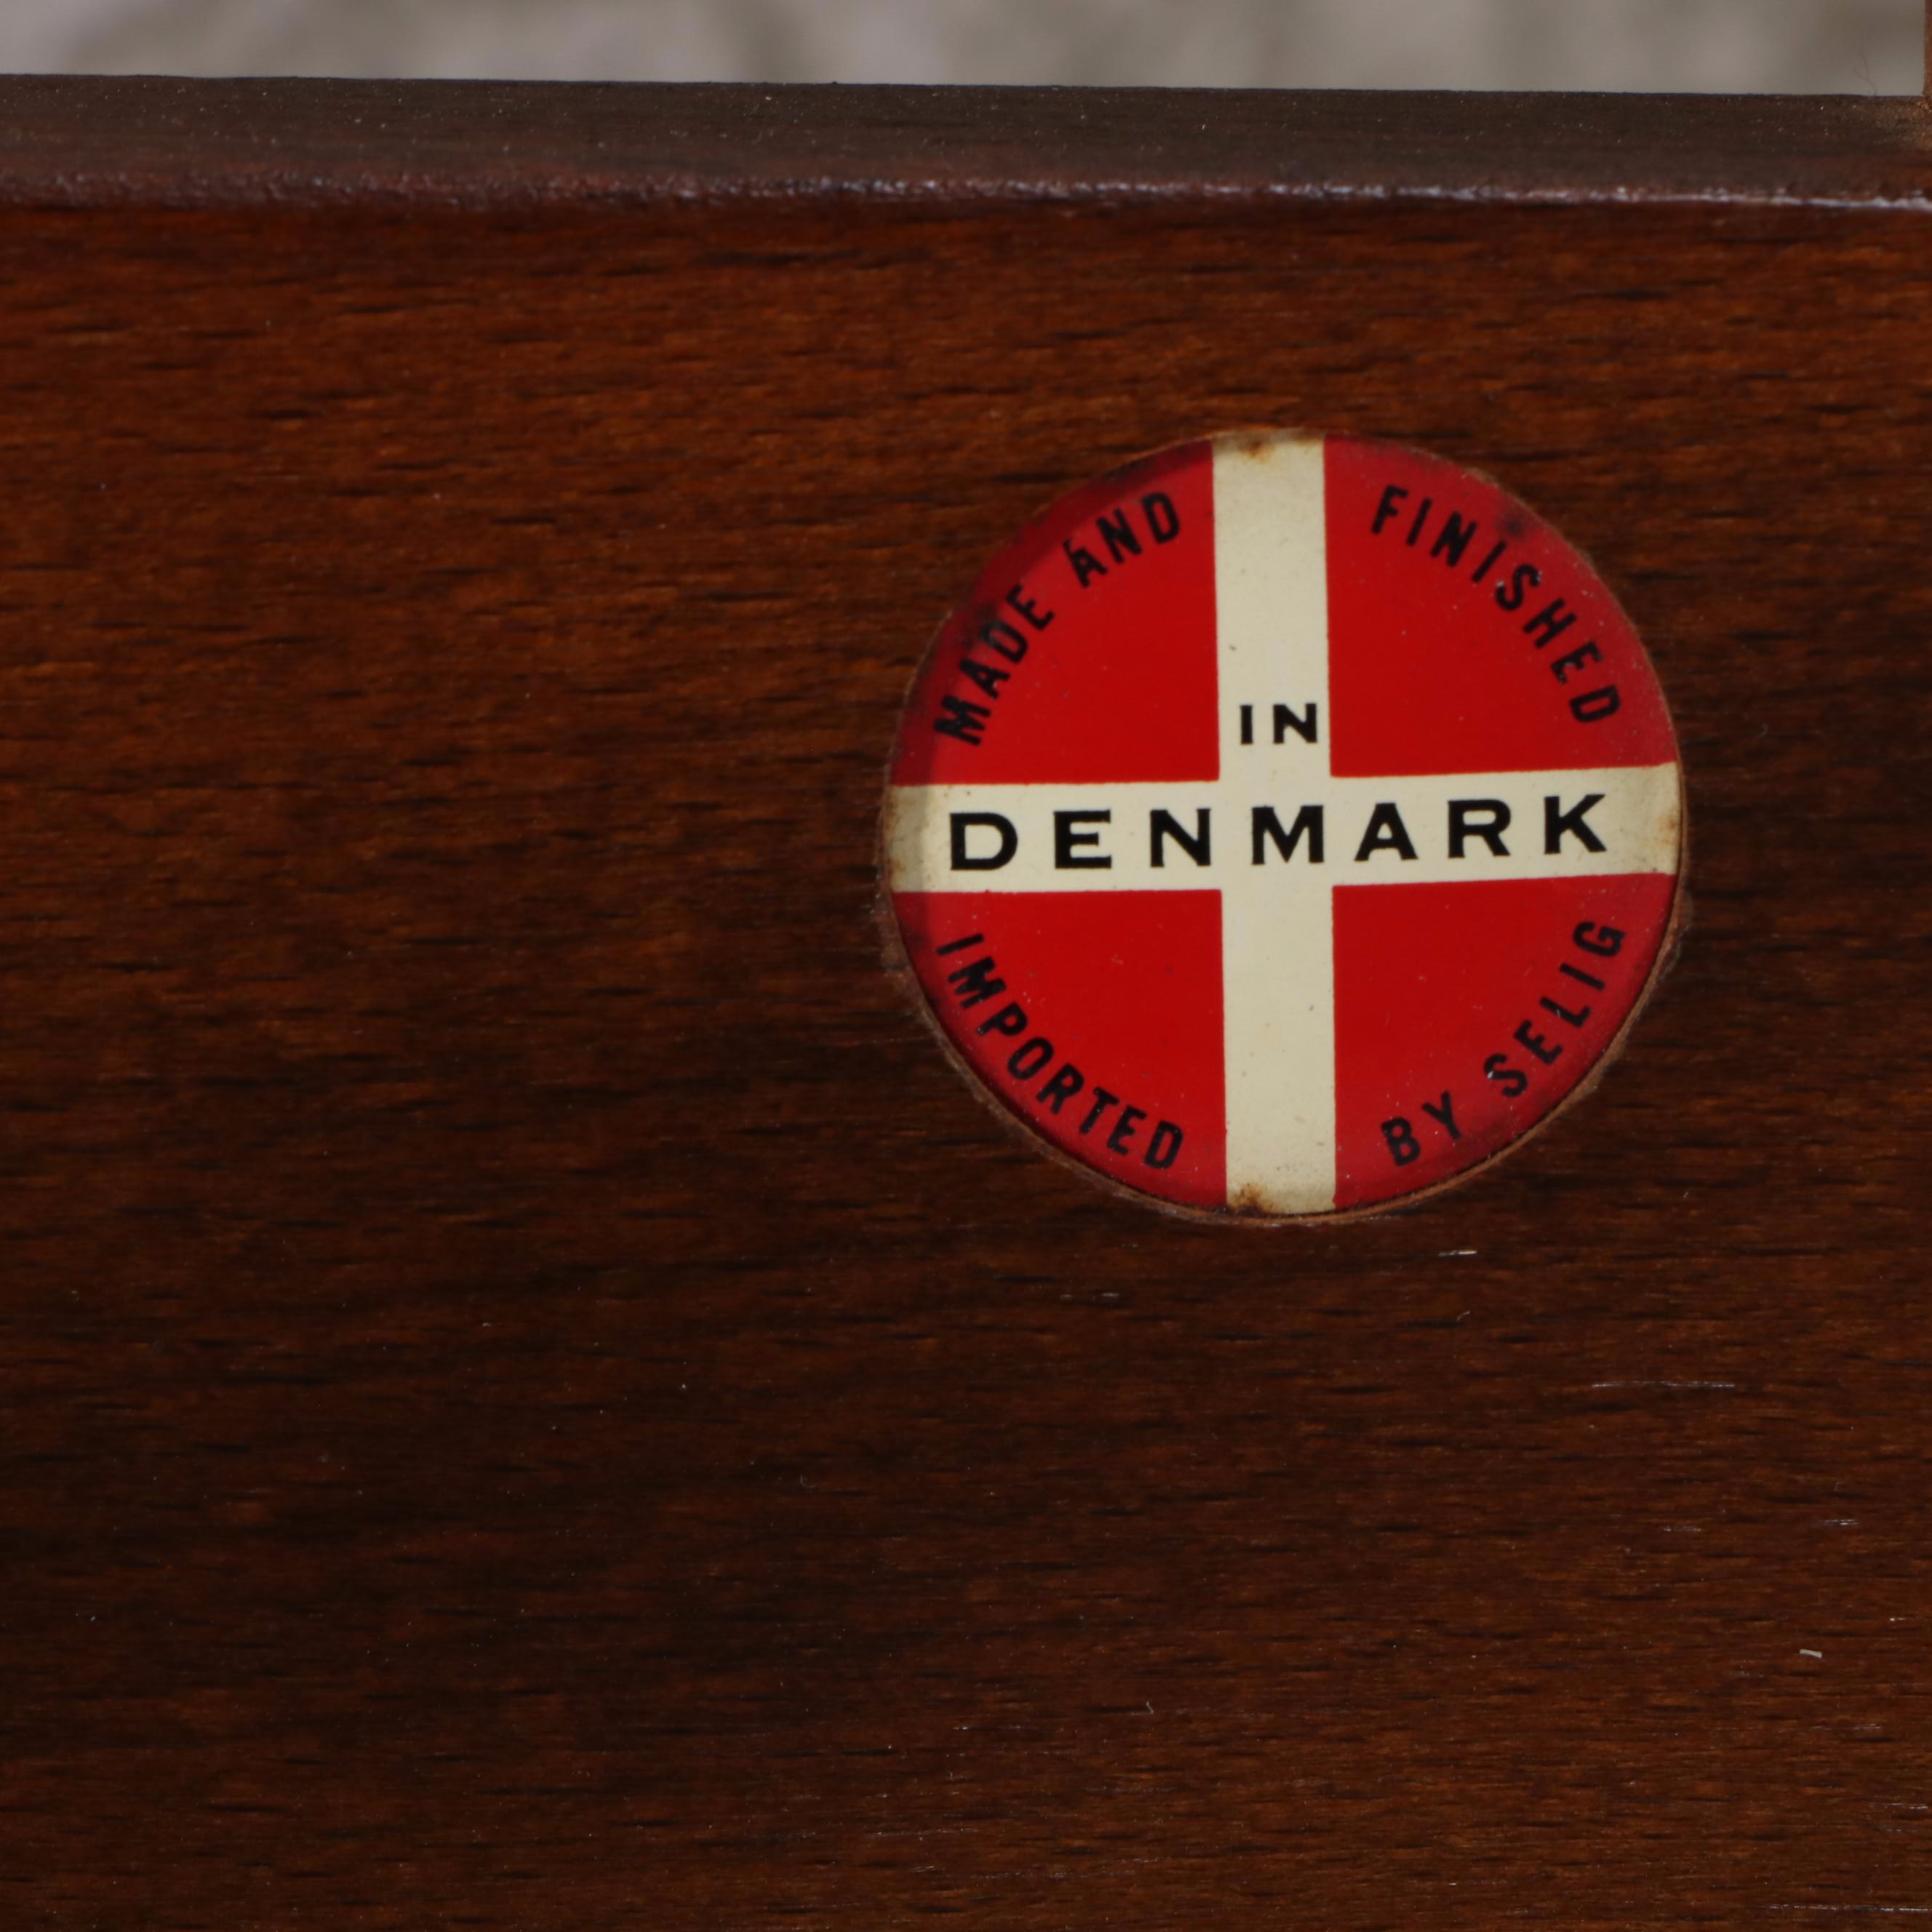 MADE AND FINISHED
IN
DENMARK
IMPORTED BY SELIG